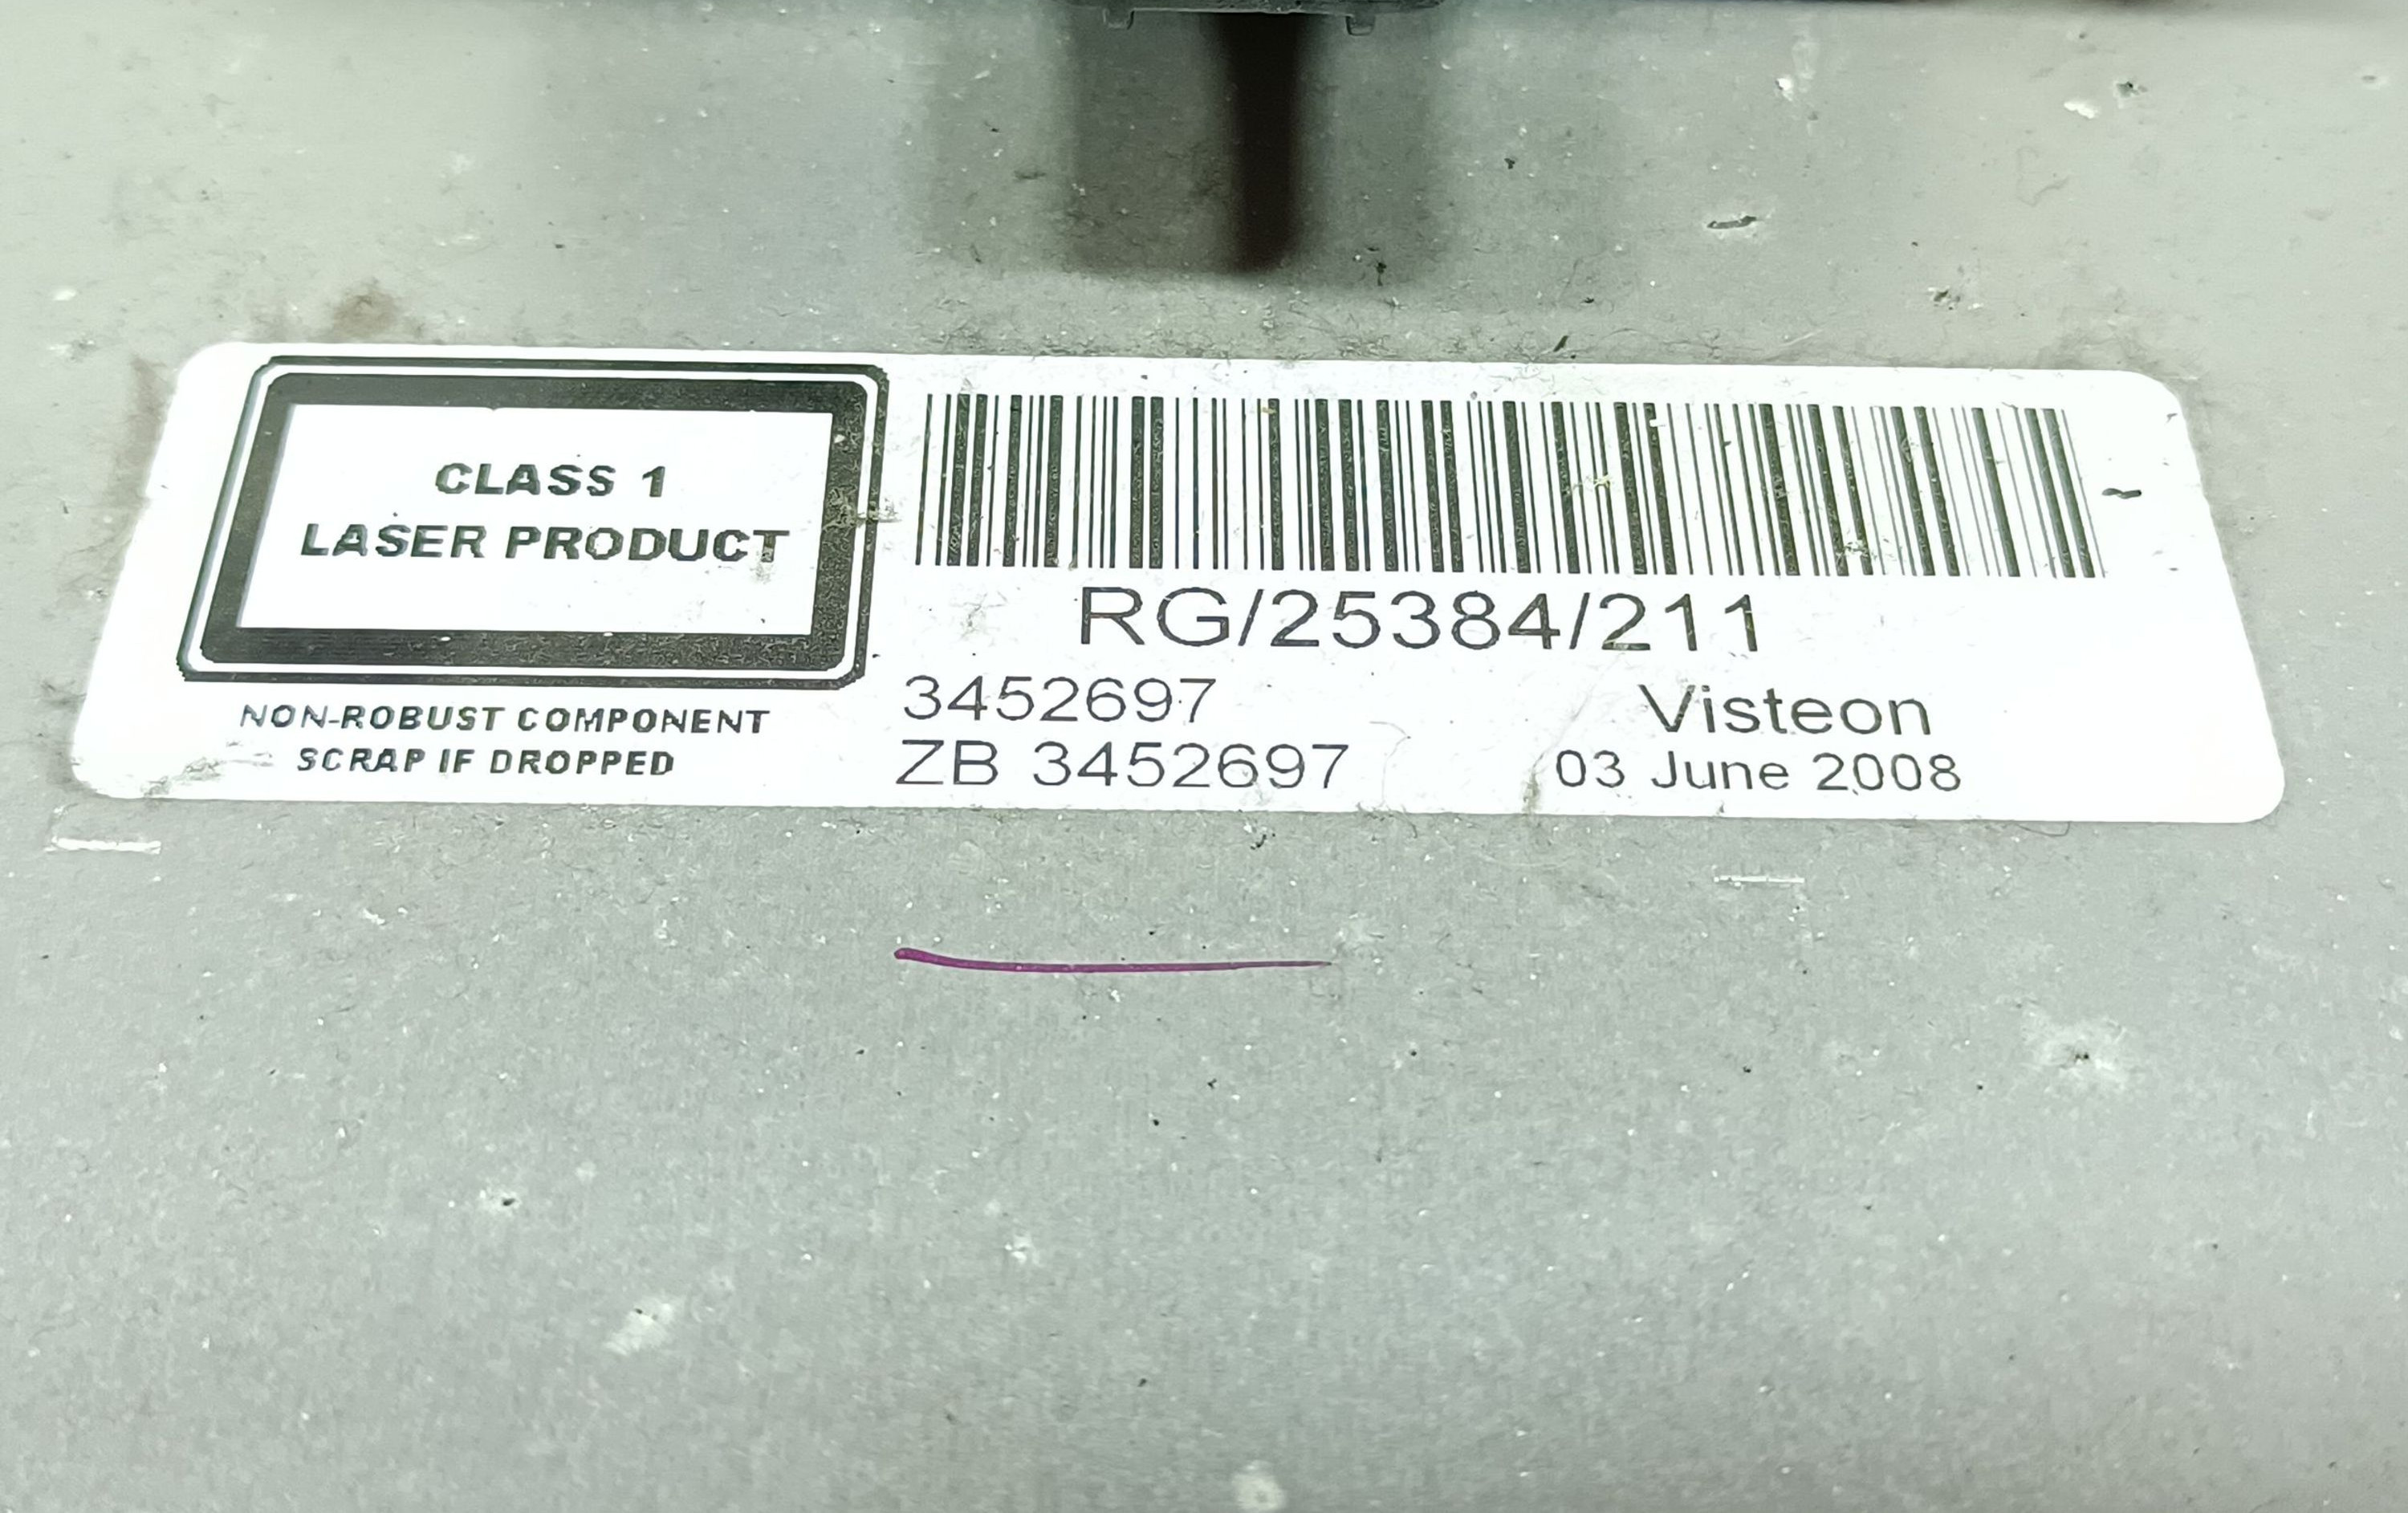 CLASS 1
LASER PRODUCT
NON-ROBUST COMPONENT
SCRAP IF DROPPED
RG/25384/211
3452697
ZB 3452697
Visteon
03 June 2008